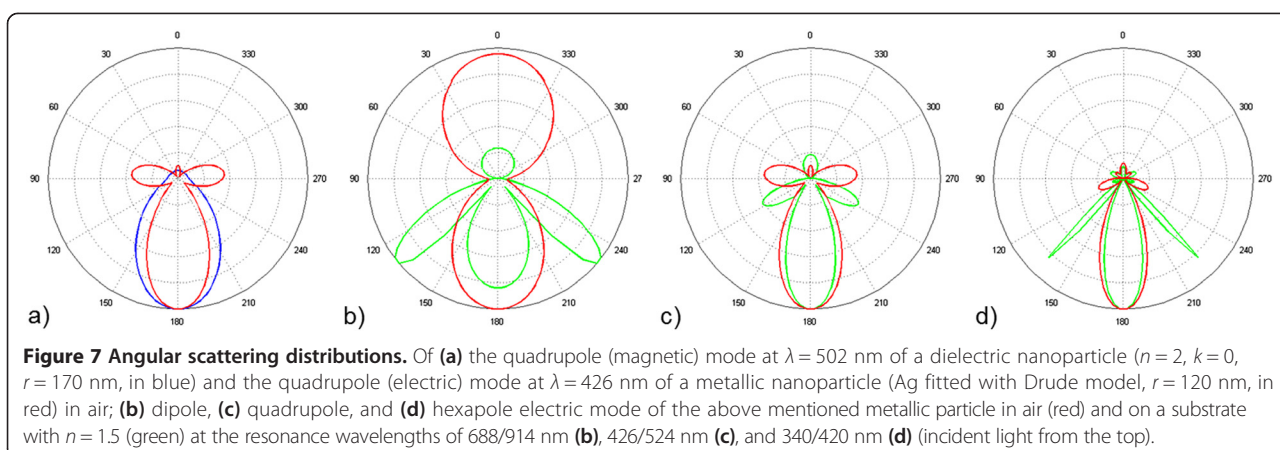 0 0 0 0
30 330 30 330 30 330 30 330
60 300 60 300 60 300 60 300
90 270 90 27 90 270 90 270
120 240 120 240 120 240 120 240
150 210 150 210 150 210 150 210
a) 180 b) 180 c) 180 d) 180
Figure 7 Angular scattering distributions. Of (a) the quadrupole (magnetic) mode at λ = 502 nm of a dielectric nanoparticle (n = 2, k = 0,
r = 170 nm, in blue) and the quadrupole (electric) mode at λ = 426 nm of a metallic nanoparticle (Ag fitted with Drude model, r = 120 nm, in
red) in air; (b) dipole, (c) quadrupole, and (d) hexapole electric mode of the above mentioned metallic particle in air (red) and on a substrate
with n = 1.5 (green) at the resonance wavelengths of 688/914 nm (b), 426/524 nm (c), and 340/420 nm (d) (incident light from the top).